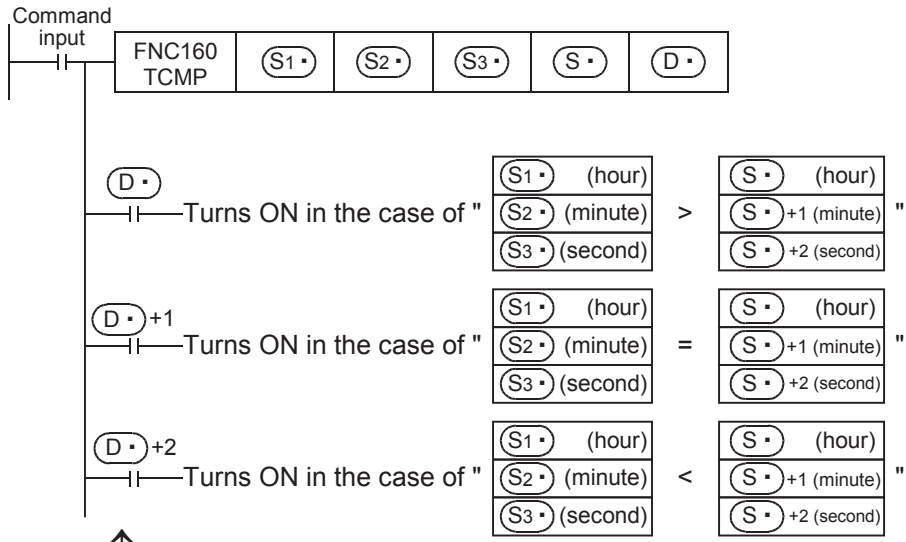 Command
input
FNC160
TCMP
S1・ S2・ S3・ S・ D・
D・
Turns ON in the case of "
S1・ (hour)
S2・ (minute)
S3・ (second)
>
S・ (hour)
S・+1 (minute)
S・+2 (second)
"
D・+1
Turns ON in the case of "
S1・ (hour)
S2・ (minute)
S3・ (second)
=
S・ (hour)
S・+1 (minute)
S・+2 (second)
"
D・+2
Turns ON in the case of "
S1・ (hour)
S2・ (minute)
S3・ (second)
<
S・ (hour)
S・+1 (minute)
S・+2 (second)
"